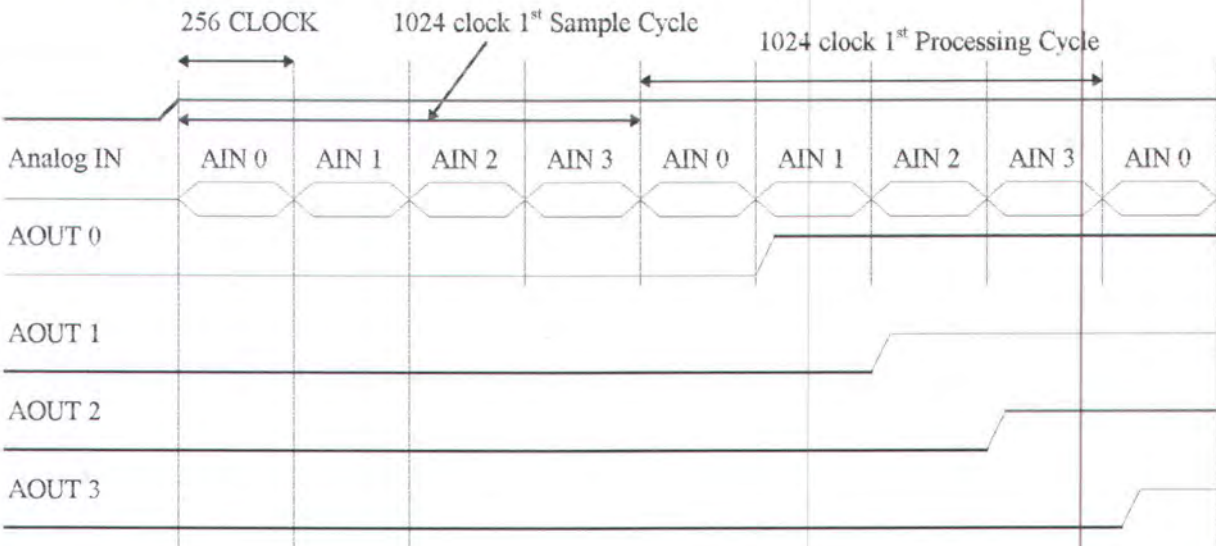 256 CLOCK
1024 clock 1st Sample Cycle
1024 clock 1st Processing Cycle
Analog IN
AIN 0
AIN 1
AIN 2
AIN 3
AIN 0
AIN 1
AIN 2
AIN 3
AIN 0
AOUT 0
AOUT 1
AOUT 2
AOUT 3